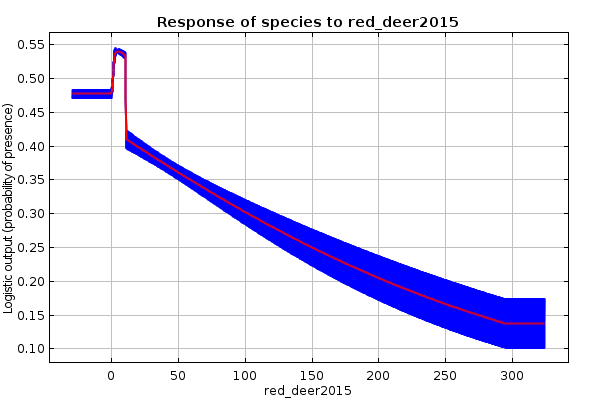 Response of species to red_deer2015
Logistic output (probability of presence)
0.55
0.50
0.45
0.40
0.35
0.30
0.25
0.20
0.15
0.10
0 50 100 150 200 250 300
red_deer2015